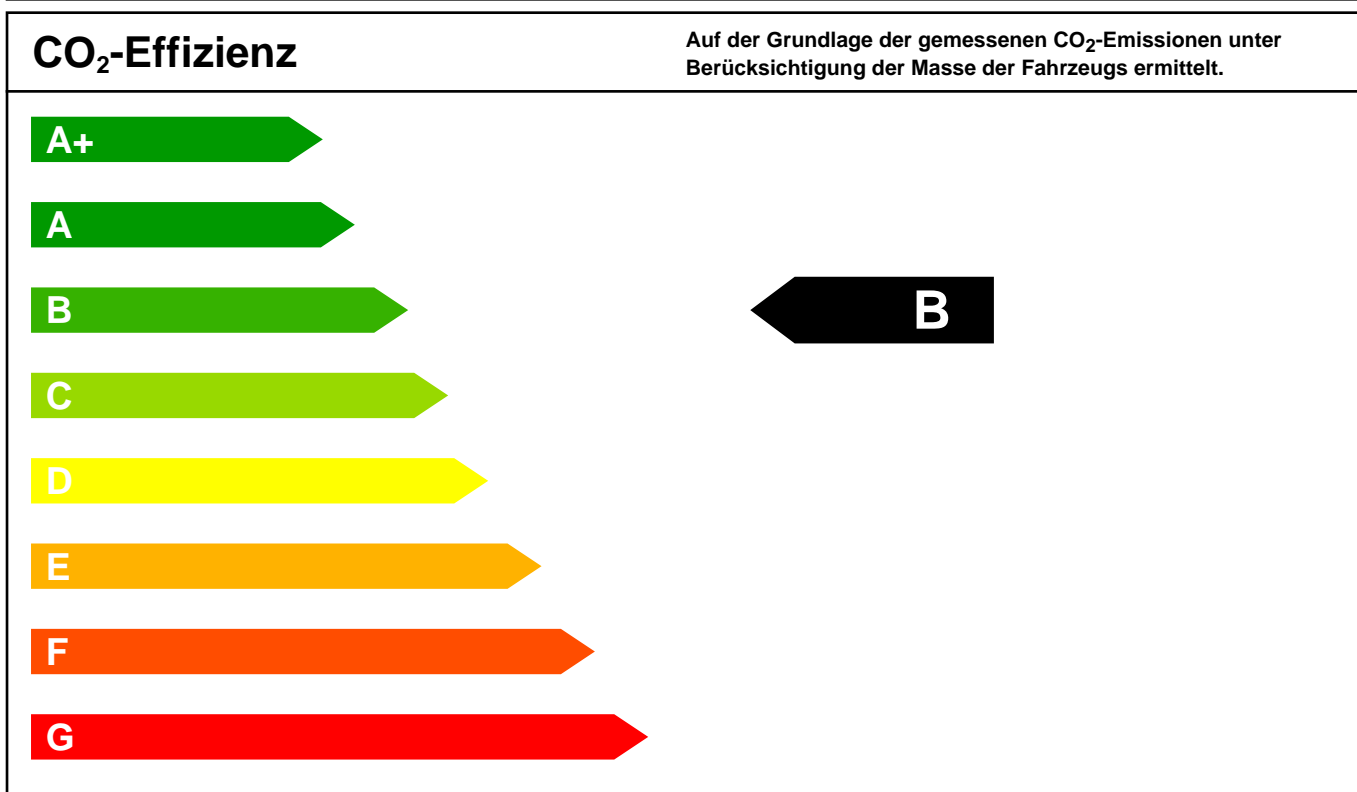 CO₂-Effizienz
Auf der Grundlage der gemessenen CO₂-Emissionen unter
Berücksichtigung der Masse der Fahrzeugs ermittelt.
A+
A
B
B
C
D
E
F
G